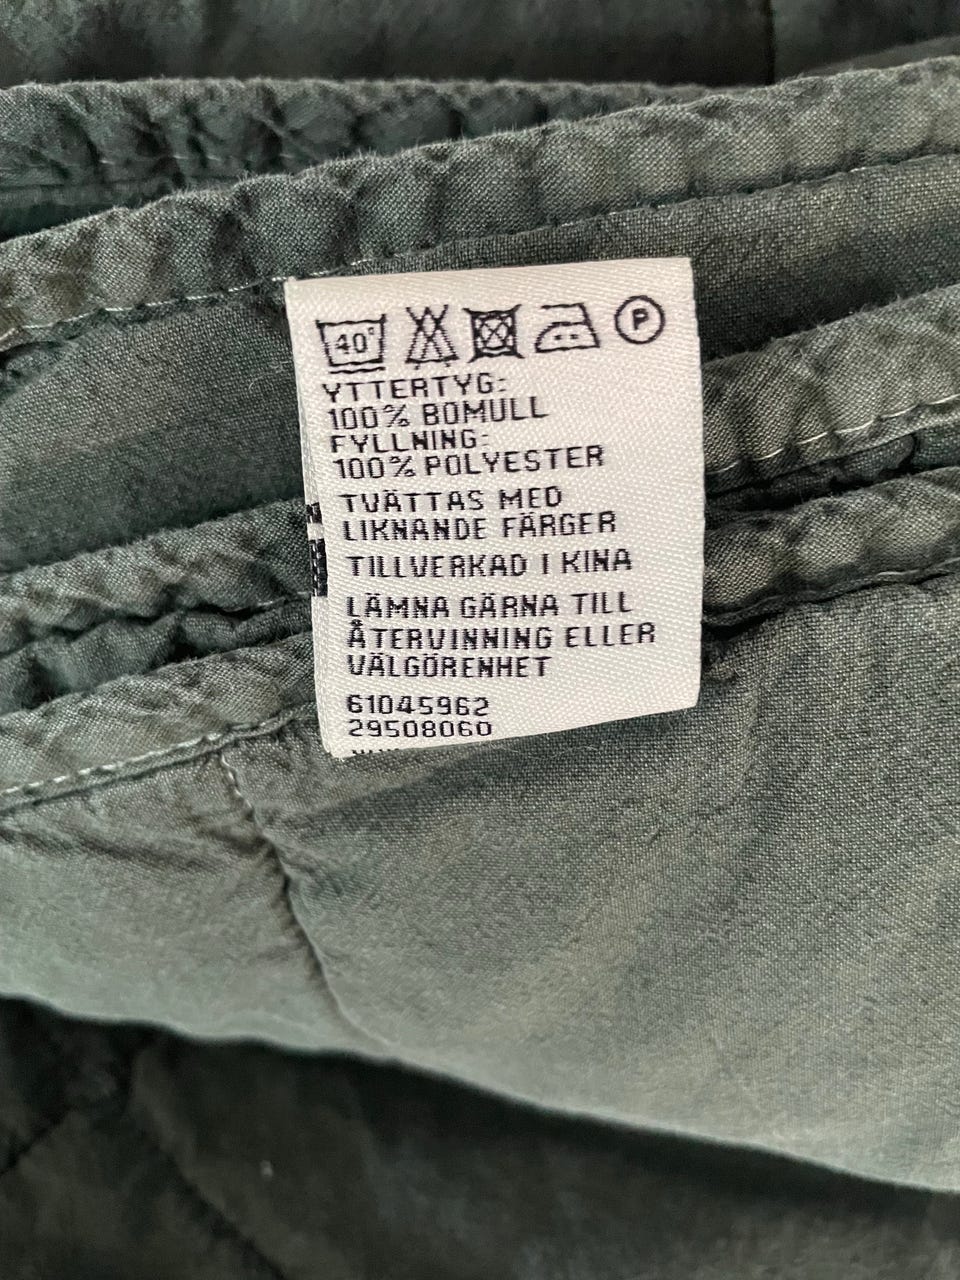 40°
P
YTTERTYG:
100% BOMULL
FYLLNING:
100% POLYESTER
TVÄTTAS MED
LIKNANDE FÄRGER
TILLVERKAD I KINA
LÄMNA GÄRNA TILL
ÅTERVINNING ELLER
VÄLGÖRENHET
61045962
29508060